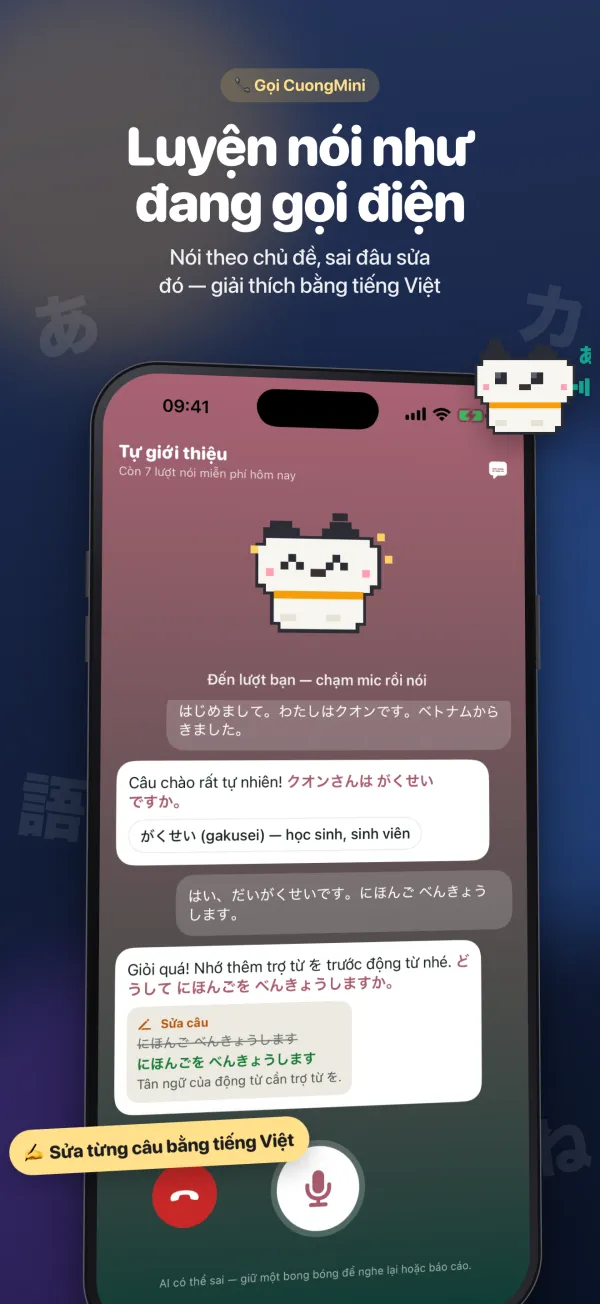 📞 Gọi CuongMini
Luyện nói như
đang gọi điện
Nói theo chủ đề, sai đâu sửa
đó — giải thích bằng tiếng Việt
あ
カ
あ
09:41
Tự giới thiệu
Còn 7 lượt nói miễn phí hôm nay
Đến lượt bạn — chạm mic rồi nói
はじめまして。わたしはクオンです。ベトナムから
きました。
Câu chào rất tự nhiên! クオンさんは がくせい
ですか。
がくせい (gakusei) — học sinh, sinh viên
語
はい、だいがくせいです。にほんご べんきょう
します。
Giỏi quá! Nhớ thêm trợ từ を trước động từ nhé. ど
うして にほんごを べんきょうしますか。
Sửa câu
にほんご べんきょうします
にほんごを べんきょうします
Tân ngữ của động từ cần trợ từ を.
✍️ Sửa từng câu bằng tiếng Việt
ね
AI có thể sai — giữ một bong bóng để nghe lại hoặc báo cáo.